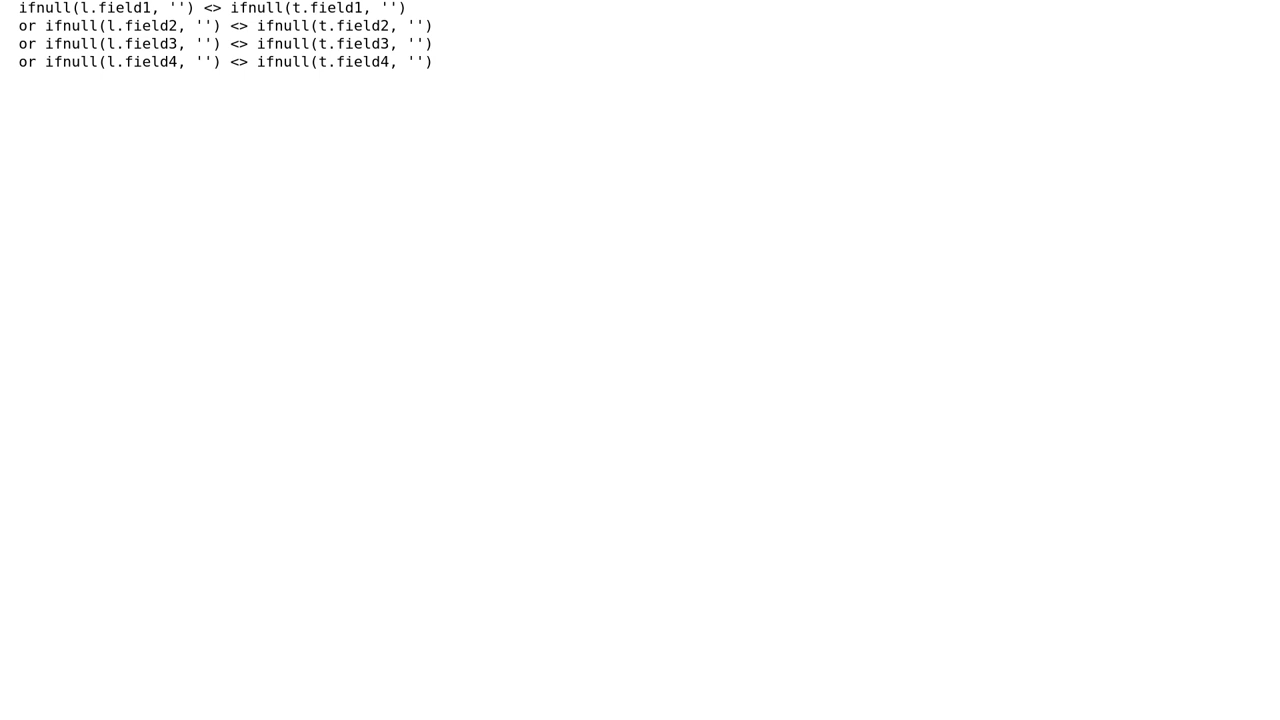 ifnull(l.field1, '') <> ifnull(t.field1, '')
or ifnull(l.field2, '') <> ifnull(t.field2, '')
or ifnull(l.field3, '') <> ifnull(t.field3, '')
or ifnull(l.field4, '') <> ifnull(t.field4, '')